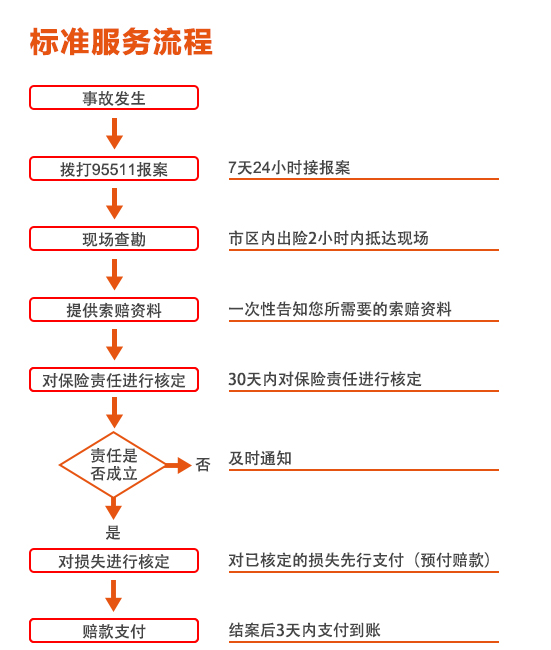 标准服务流程
事故发生
拨打95511报案
7天24小时接报案
现场查勘
市区内出险2小时内抵达现场
提供索赔资料
一次性告知您所需要的索赔资料
对保险责任进行核定
30天内对保险责任进行核定
责任是
否成立
否
及时通知
是
对损失进行核定
对已核定的损失先行支付（预付赔款）
赔款支付
结案后3天内支付到账